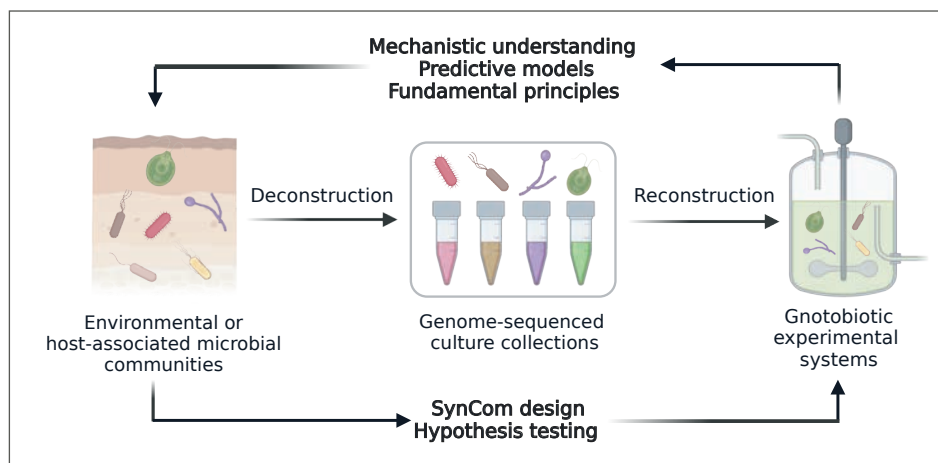 Mechanistic understanding
Predictive models
Fundamental principles
Deconstruction
Reconstruction
Environmental or
host-associated microbial
communities
Genome-sequenced
culture collections
Gnotobiotic
experimental
systems
SynCom design
Hypothesis testing